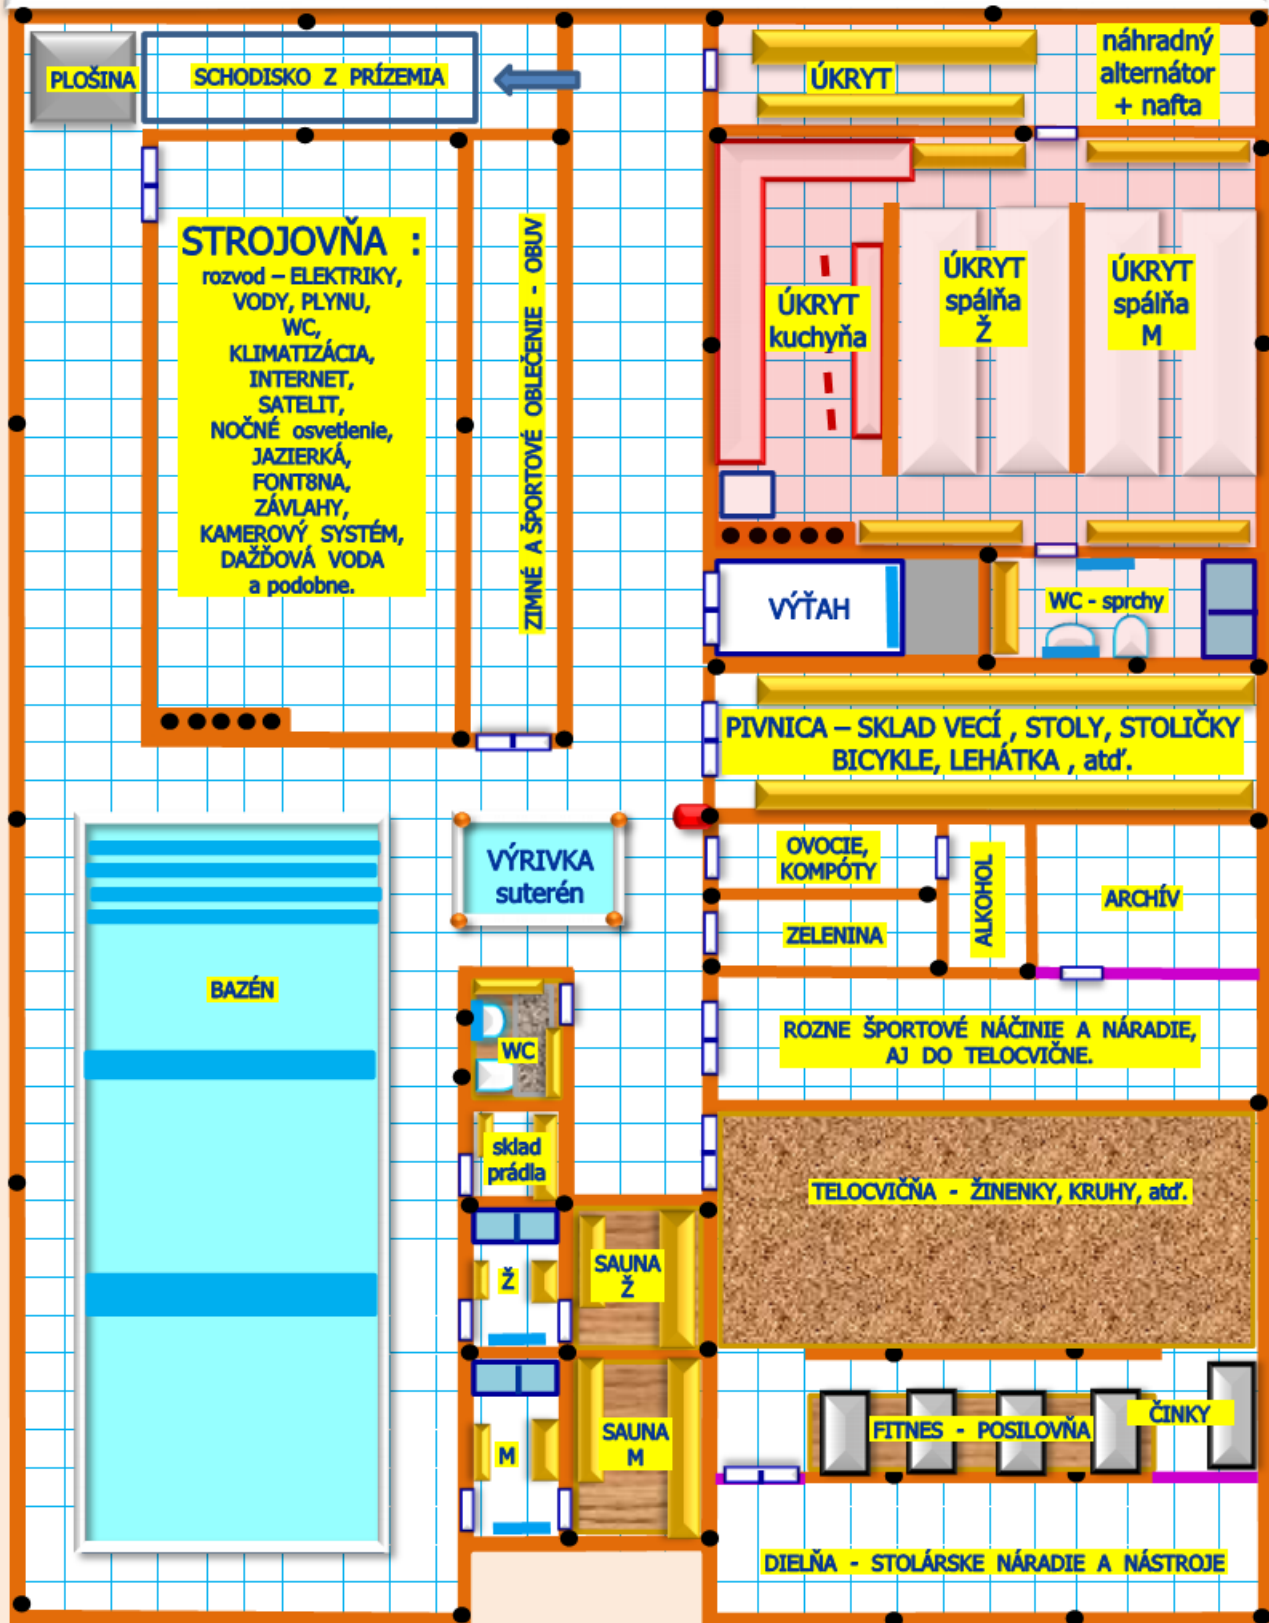 PLOŠINA
SCHODISKO Z PRÍZEMIA
ÚKRYT
náhradný
alternátor
+ nafta
STROJOVŇA :
rozvod – ELEKTRIKY,
VODY, PLYNU,
WC,
KLIMATIZÁCIA,
INTERNET,
SATELIT,
NOČNÉ osvetlenie,
JAZIERKÁ,
FONT8NA,
ZÁVLAHY,
KAMEROVÝ SYSTÉM,
DAŽĎOVÁ VODA
a podobne.
ZIMNÉ A ŠPORTOVÉ OBLEČENIE - OBUV
ÚKRYT
kuchyňa
ÚKRYT
spálňa
Ž
ÚKRYT
spálňa
M
VÝŤAH
WC - sprchy
PIVNICA – SKLAD VECÍ , STOLY, STOLIČKY
BICYKLE, LEHÁTKA , atď.
VÝRIVKA
suterén
OVOCIE,
KOMPÓTY
ZELENINA
ALKOHOL
ARCHÍV
BAZÉN
WC
ROZNE ŠPORTOVÉ NÁČINIE A NÁRADIE,
AJ DO TELOCVIČNE.
sklad
prádla
TELOCVIČŇA - ŽINENKY, KRUHY, atď.
Ž
SAUNA
Ž
M
SAUNA
M
FITNES - POSILOVŇA
ČINKY
DIELŇA - STOLÁRSKE NÁRADIE A NÁSTROJE